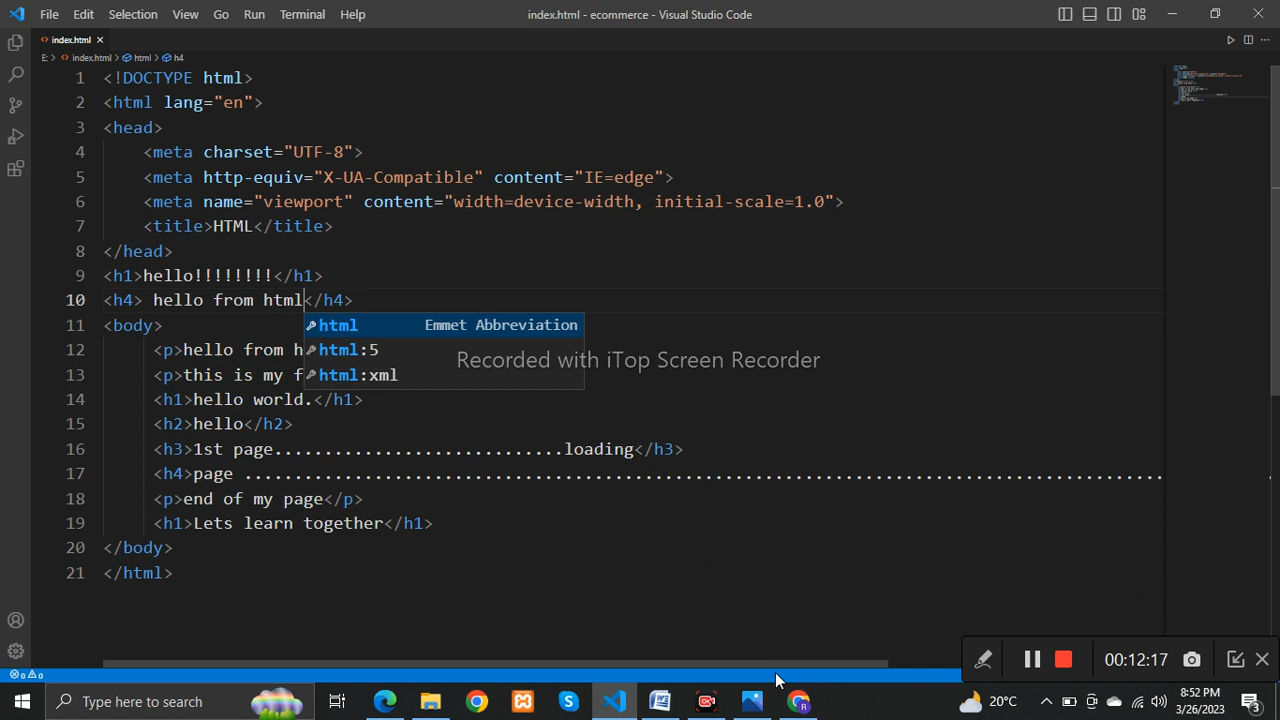 File Edit Selection View Go Run Terminal Help index.html - ecommerce - Visual Studio Code
index.html
E: > index.html > html > h4
1 <!DOCTYPE html>
2 <html lang="en">
3 <head>
4 <meta charset="UTF-8">
5 <meta http-equiv="X-UA-Compatible" content="IE=edge">
6 <meta name="viewport" content="width=device-width, initial-scale=1.0">
7 <title>HTML</title>
8 </head>
9 <h1>hello!!!!!!!!</h1>
10 <h4> hello from html</h4>
11 <body>
html Emmet Abbreviation
12 <p>hello from h
html:5
Recorded with iTop Screen Recorder
13 <p>this is my f
html:xml
14 <h1>hello world.</h1>
15 <h2>hello</h2>
16 <h3>1st page.............................loading</h3>
17 <h4>page ............................................................................................
18 <p>end of my page</p>
19 <h1>Lets learn together</h1>
20 </body>
21 </html>
00:12:17
0 0
Type here to search
20°C
8:52 PM
3/26/2023
3